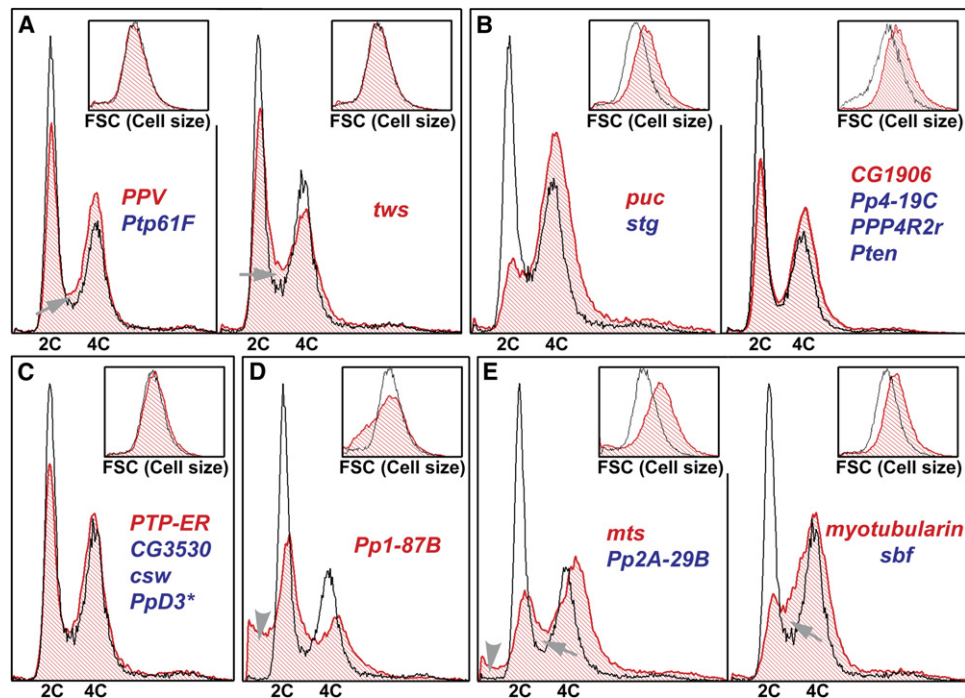 A
FSC (Cell size)
PPV
Ptp61F
2C 4C
FSC (Cell size)
tws
2C 4C
B
FSC (Cell size)
puc
stg
2C 4C
FSC (Cell size)
CG1906
Pp4-19C
PPP4R2r
Pten
2C 4C
C
FSC (Cell size)
PTP-ER
CG3530
csw
PpD3*
2C 4C
D
FSC (Cell size)
Pp1-87B
2C 4C
E
FSC (Cell size)
mts
Pp2A-29B
2C 4C
FSC (Cell size)
myotubularin
sbf
2C 4C